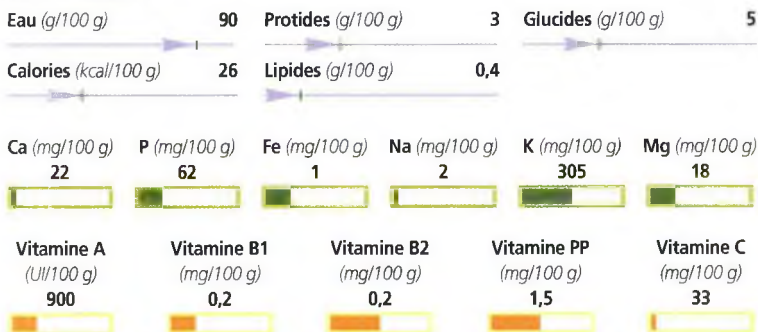 Eau (g/100 g) 90 Protides (g/100 g) 3 Glucides (g/100 g) 5
Calories (kcal/100 g) 26 Lipides (g/100 g) 0,4
Ca (mg/100 g) P (mg/100 g) Fe (mg/100 g) Na (mg/100 g) K (mg/100 g) Mg (mg/100 g)
22 62 1 2 305 18
Vitamine A Vitamine B1 Vitamine B2 Vitamine PP Vitamine C
(UI/100 g) (mg/100 g) (mg/100 g) (mg/100 g) (mg/100 g)
900 0,2 0,2 1,5 33